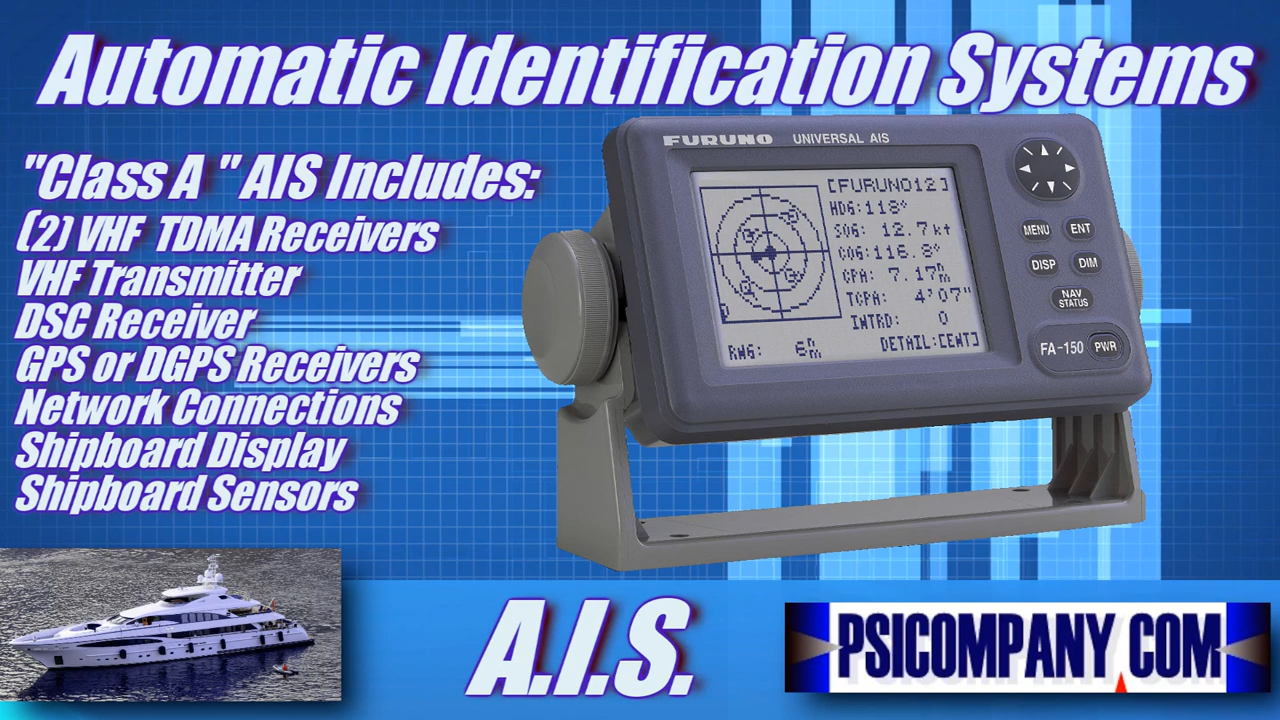 Automatic Identification Systems
"Class A " AIS Includes:
(2) VHF TDMA Receivers
VHF Transmitter
DSC Receiver
GPS or DGPS Receivers
Network Connections
Shipboard Display
Shipboard Sensors
FURUNO UNIVERSAL AIS
[FURUNO12]
HDG:118°
SOG: 12.7kt
COG:116.8°
CPA: 7.17nm
TCPA: 4'07"
INTRD: 0
RNG: 6nm
DETAIL:[ENT]
MENU ENT
DISP DIM
NAV
STATUS
FA-150 PWR
A.I.S.
PSICOMPANY.COM